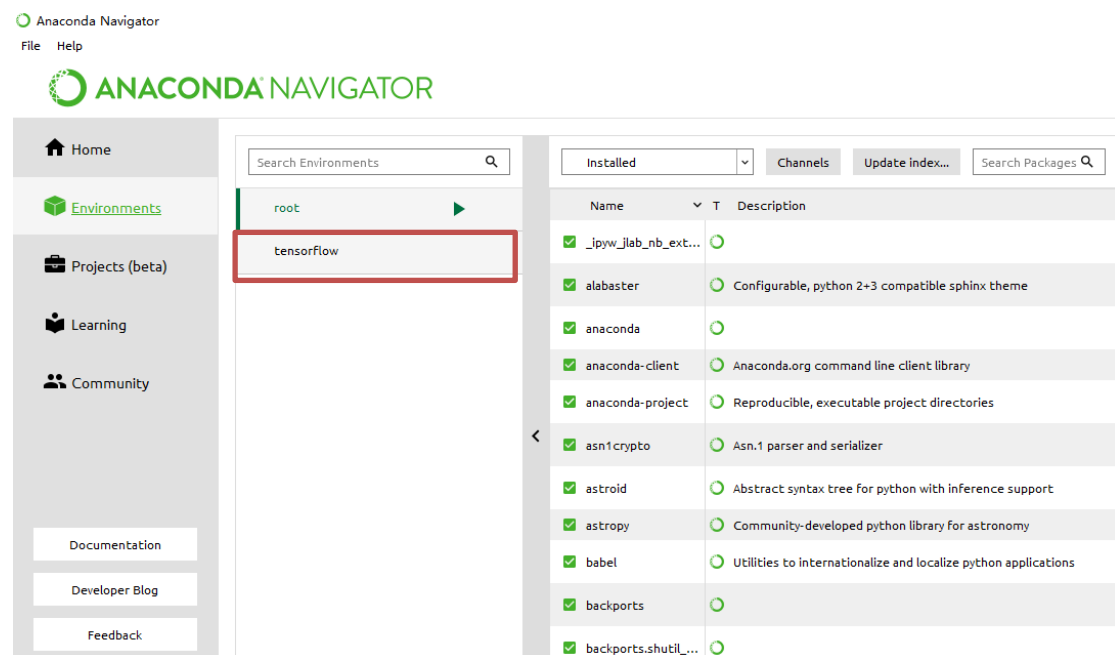 Anaconda Navigator
File Help
ANACONDA NAVIGATOR
Home
Environments
Projects (beta)
Learning
Community
Documentation
Developer Blog
Feedback
Search Environments
root
tensorflow
Installed Channels Update index... Search Packages
Name T Description
_ipyw_jlab_nb_ext...
alabaster Configurable, python 2+3 compatible sphinx theme
anaconda
anaconda-client Anaconda.org command line client library
anaconda-project Reproducible, executable project directories
asn1crypto Asn.1 parser and serializer
astroid Abstract syntax tree for python with inference support
astropy Community-developed python library for astronomy
babel Utilities to internationalize and localize python applications
backports
backports.shutil_...